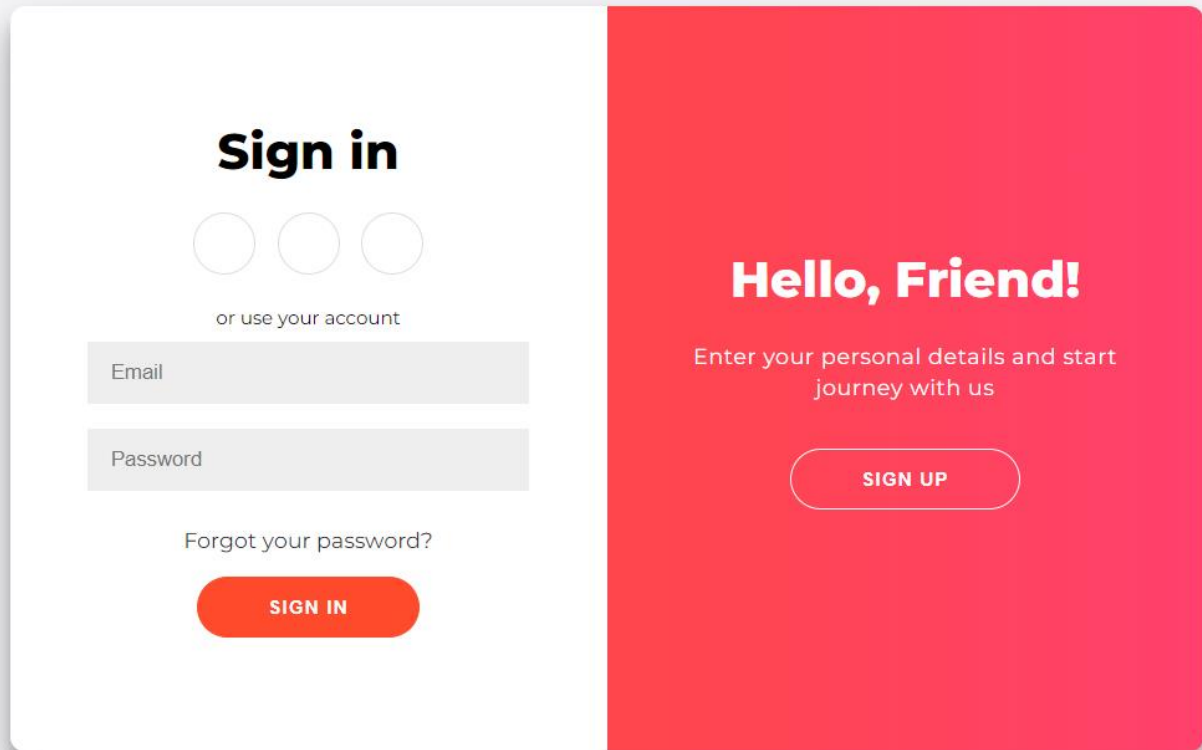 Sign in
or use your account
Email
Password
Forgot your password?
SIGN IN
Hello, Friend!
Enter your personal details and start
journey with us
SIGN UP